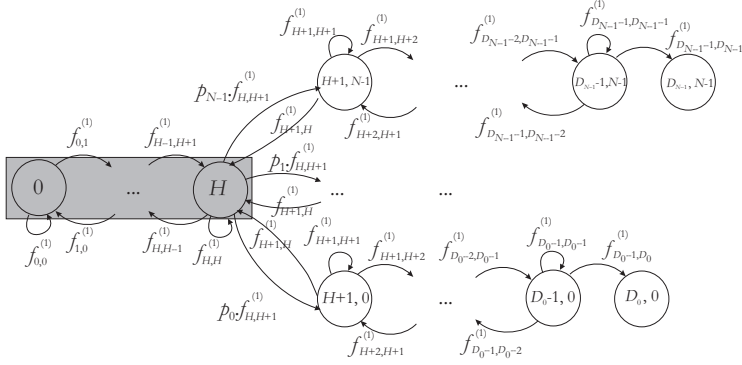 f^{(1)}_{H+1,H+1} f^{(1)}_{H+1,H+2} f^{(1)}_{D_{N-1}-2,D_{N-1}-1} f^{(1)}_{D_{N-1}-1,D_{N-1}-1} f^{(1)}_{D_{N-1}-1,D_{N-1}}
H+1, N-1 ... D_{N-1}-1,N-1 D_{N-1}, N-1
p_{N-1}·f^{(1)}_{H,H+1} f^{(1)}_{H+1,H} f^{(1)}_{H+2,H+1} f^{(1)}_{D_{N-1}-1,D_{N-1}-2}
f^{(1)}_{0,1} f^{(1)}_{H-1,H+1} p_1·f^{(1)}_{H,H+1}
0 ... H ... ...
f^{(1)}_{H+1,H}
f^{(1)}_{0,0} f^{(1)}_{1,0} f^{(1)}_{H,H-1} f^{(1)}_{H,H} f^{(1)}_{H+1,H} f^{(1)}_{H+1,H+1} f^{(1)}_{H+1,H+2} f^{(1)}_{D_0-2,D_0-1} f^{(1)}_{D_0-1,D_0-1} f^{(1)}_{D_0-1,D_0}
H+1, 0 ... D_0-1, 0 D_0, 0
p_0·f^{(1)}_{H,H+1} f^{(1)}_{H+2,H+1} f^{(1)}_{D_0-1,D_0-2}